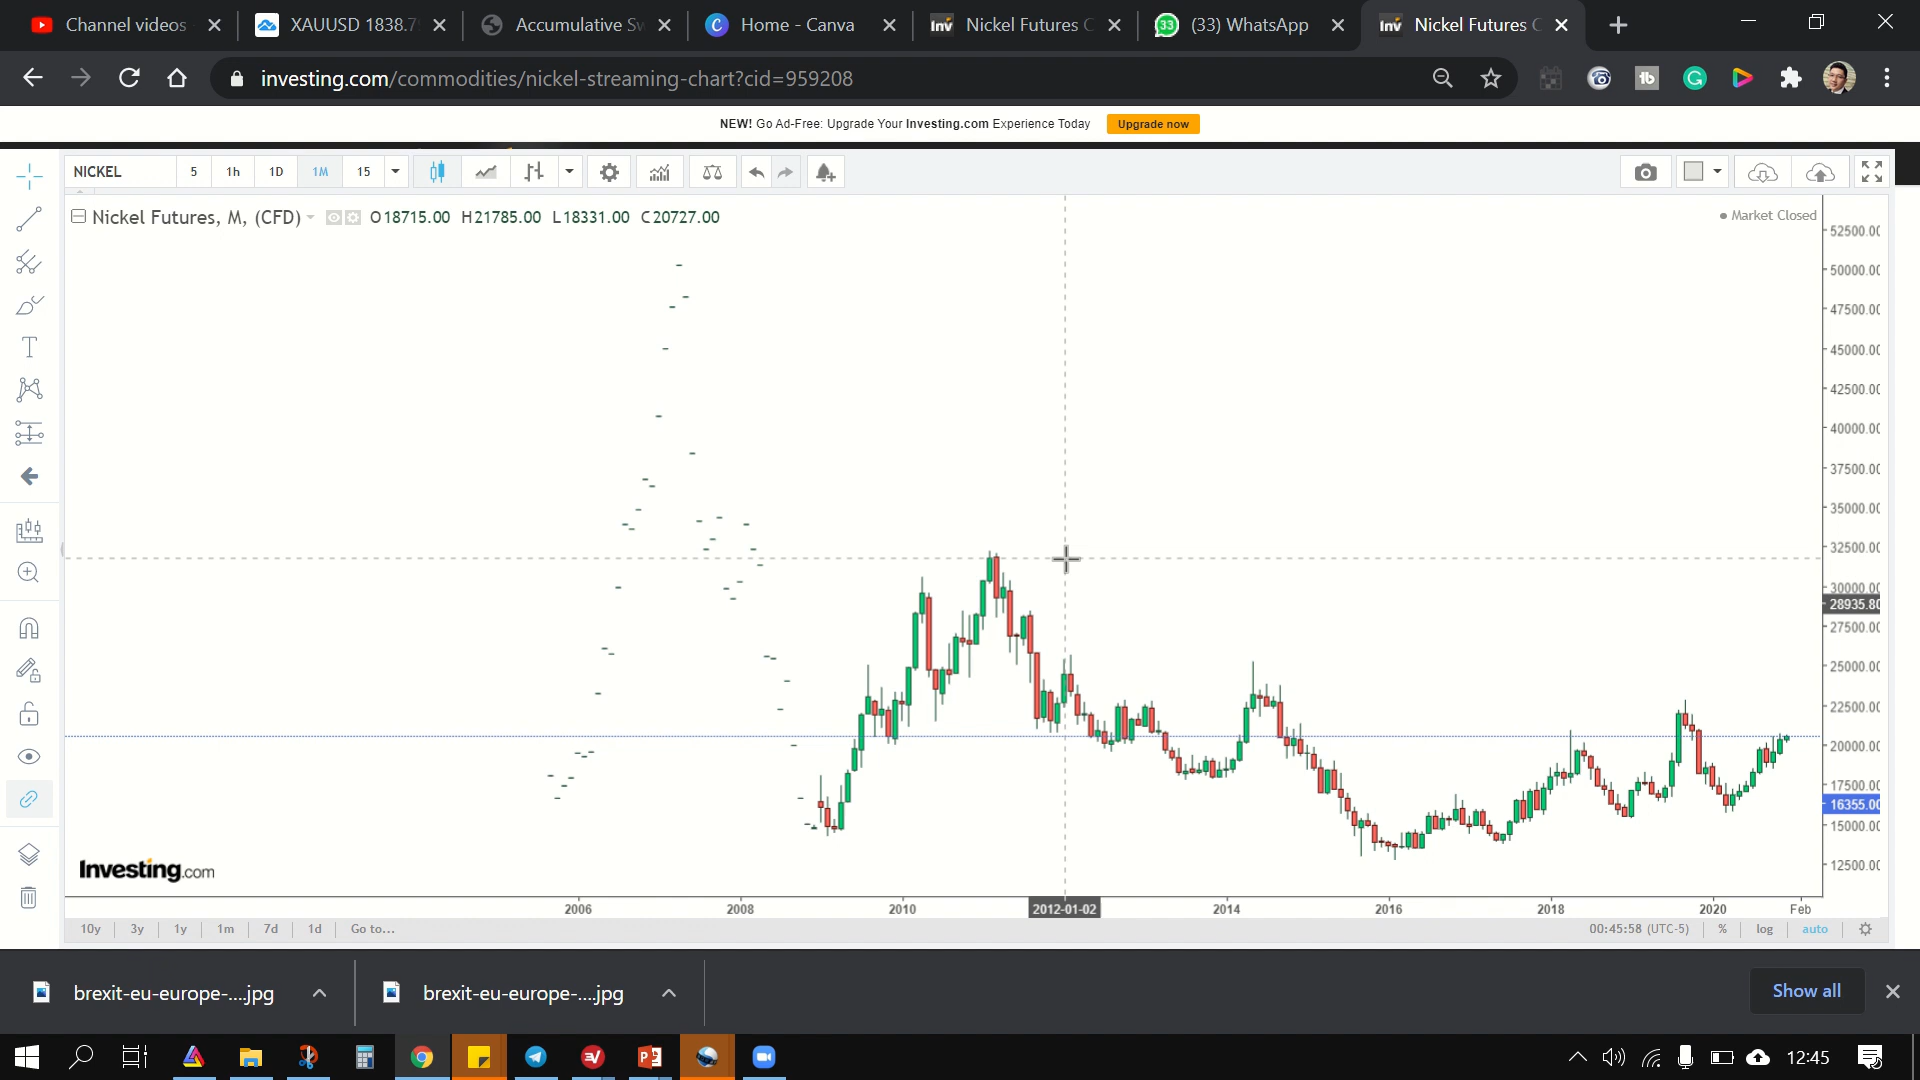 Channel videos
XAUUSD 1838.7
Accumulative Sw
Home - Canva
Nickel Futures C
(33) WhatsApp
Nickel Futures C
investing.com/commodities/nickel-streaming-chart?cid=959208
NEW! Go Ad-Free: Upgrade Your Investing.com Experience Today Upgrade now
NICKEL 5 1h 1D 1M 15
Nickel Futures, M, (CFD) O18715.00 H21785.00 L18331.00 C20727.00
Market Closed
52500.00
50000.00
47500.00
45000.00
42500.00
40000.00
37500.00
35000.00
32500.00
30000.00
28935.80
27500.00
25000.00
22500.00
20000.00
17500.00
16355.00
15000.00
12500.00
Investing.com
2006 2008 2010 2012-01-02 2014 2016 2018 2020 Feb
10y 3y 1y 1m 7d 1d Go to... 00:45:58 (UTC-5) % log auto
brexit-eu-europe-....jpg
brexit-eu-europe-....jpg
Show all
12:45